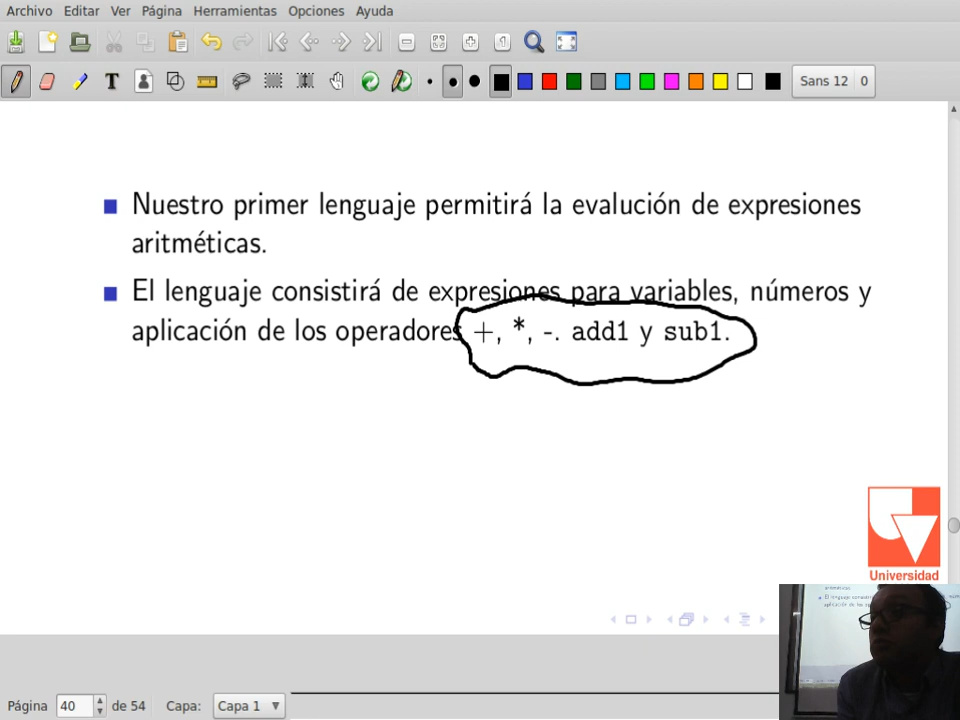 Archivo Editar Ver Página Herramientas Opciones Ayuda
T Sans 12 0
Nuestro primer lenguaje permitirá la evalución de expresiones
aritméticas.
El lenguaje consistirá de expresiones para variables, números y
aplicación de los operadores +, *, -. add1 y sub1.
Universidad
Página 40 de 54 Capa: Capa 1